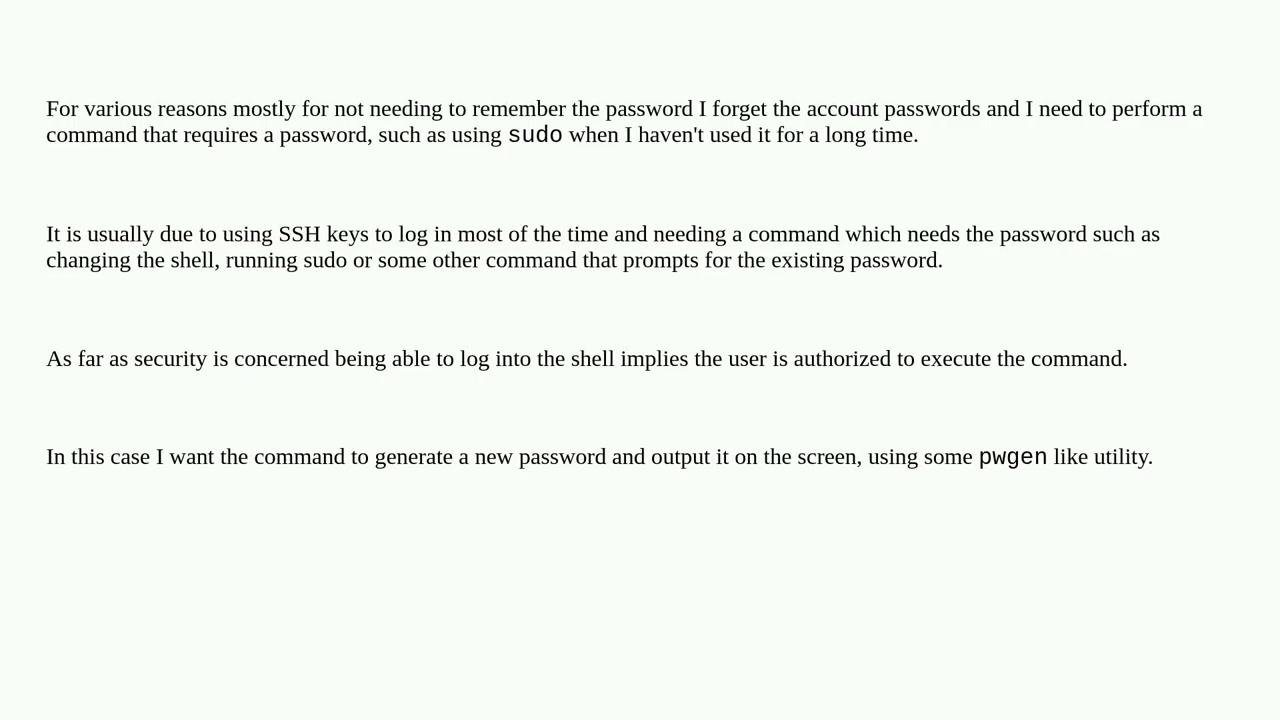 For various reasons mostly for not needing to remember the password I forget the account passwords and I need to perform a
command that requires a password, such as using sudo when I haven't used it for a long time.
It is usually due to using SSH keys to log in most of the time and needing a command which needs the password such as
changing the shell, running sudo or some other command that prompts for the existing password.
As far as security is concerned being able to log into the shell implies the user is authorized to execute the command.
In this case I want the command to generate a new password and output it on the screen, using some pwgen like utility.